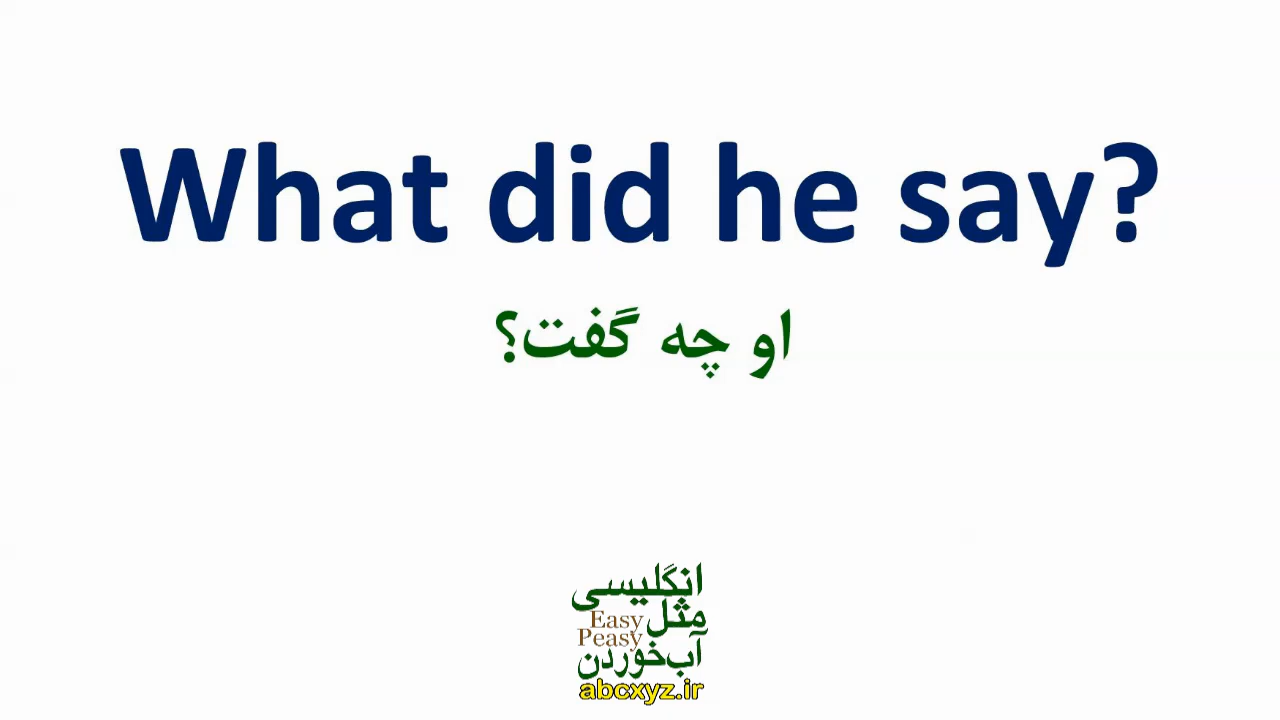 What did he say?
او چه گفت؟
انگلیسی
مثل Easy
Peasy
آب‌خوردن
abcxyz.ir